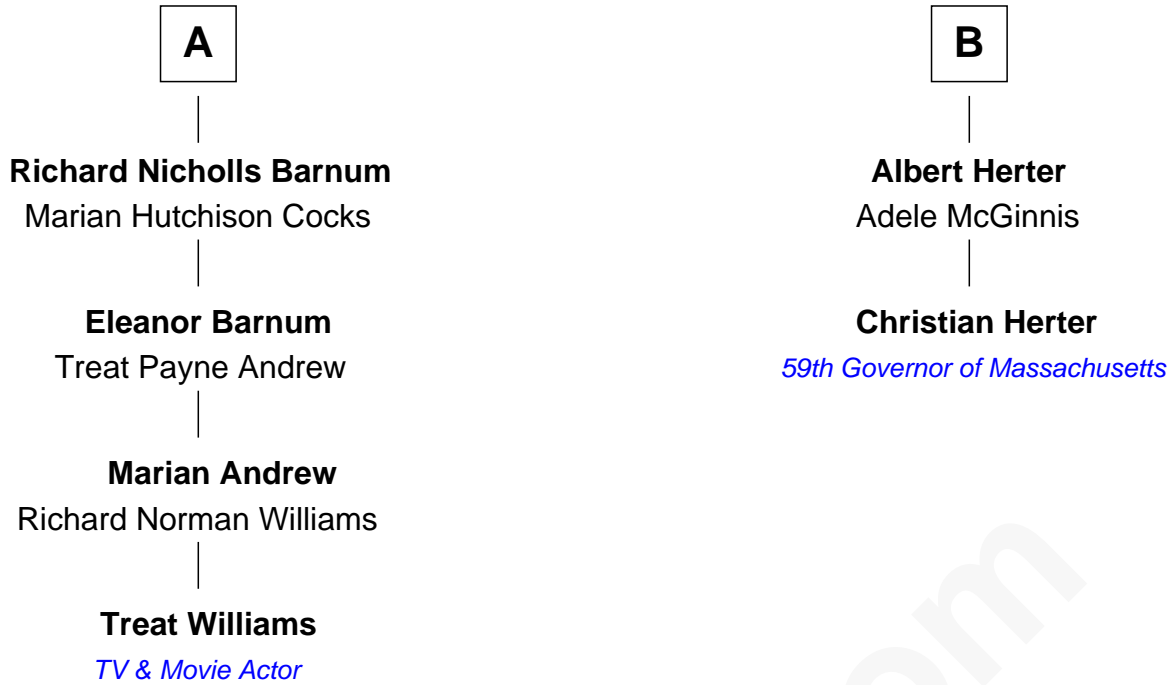 A
Richard Nicholls Barnum
Marian Hutchison Cocks
Eleanor Barnum
Treat Payne Andrew
Marian Andrew
Richard Norman Williams
Treat Williams
TV & Movie Actor
B
Albert Herter
Adele McGinnis
Christian Herter
59th Governor of Massachusetts
om